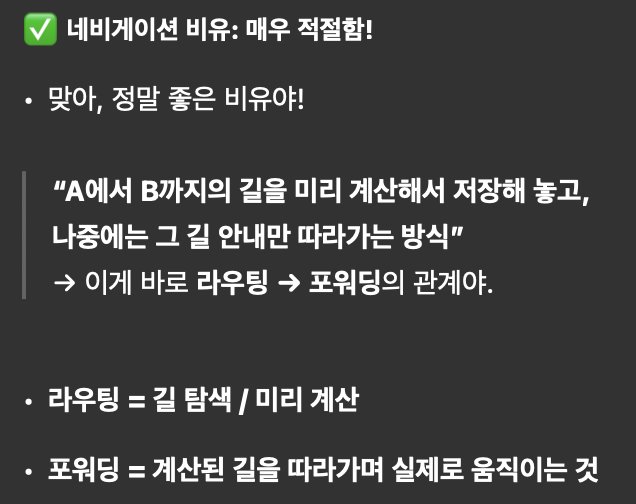 ✅ 네비게이션 비유: 매우 적절함!
• 맞아, 정말 좋은 비유야!
“A에서 B까지의 길을 미리 계산해서 저장해 놓고,
나중에는 그 길 안내만 따라가는 방식”
→ 이게 바로 라우팅 → 포워딩의 관계야.
• 라우팅 = 길 탐색 / 미리 계산
• 포워딩 = 계산된 길을 따라가며 실제로 움직이는 것